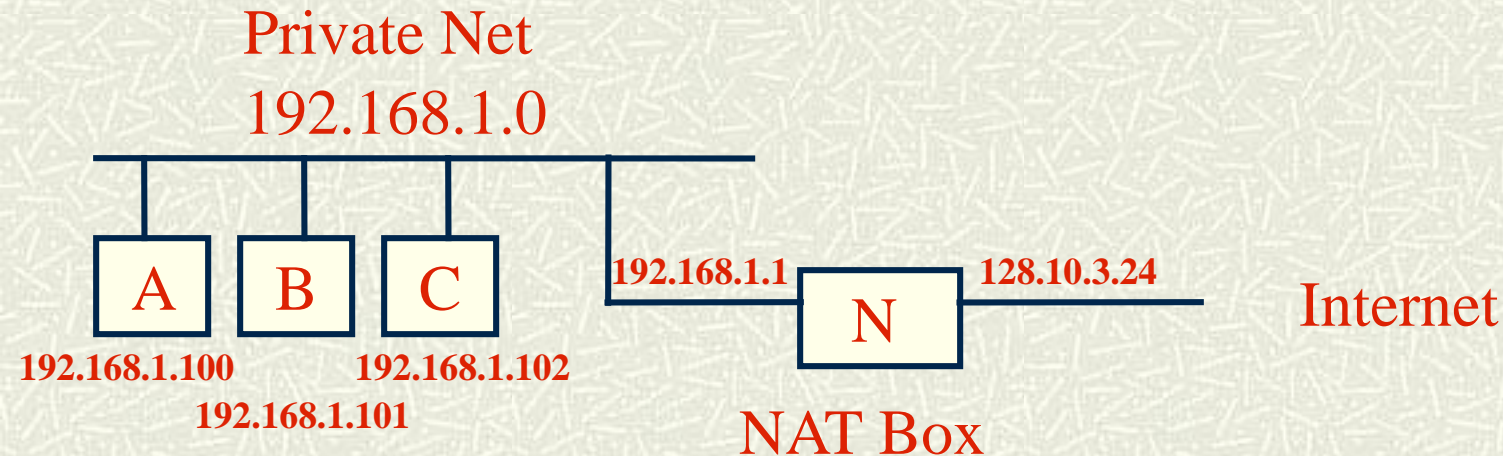 Private Net
192.168.1.0
A
B
C
192.168.1.1
N
128.10.3.24
Internet
192.168.1.100
192.168.1.102
192.168.1.101
NAT Box